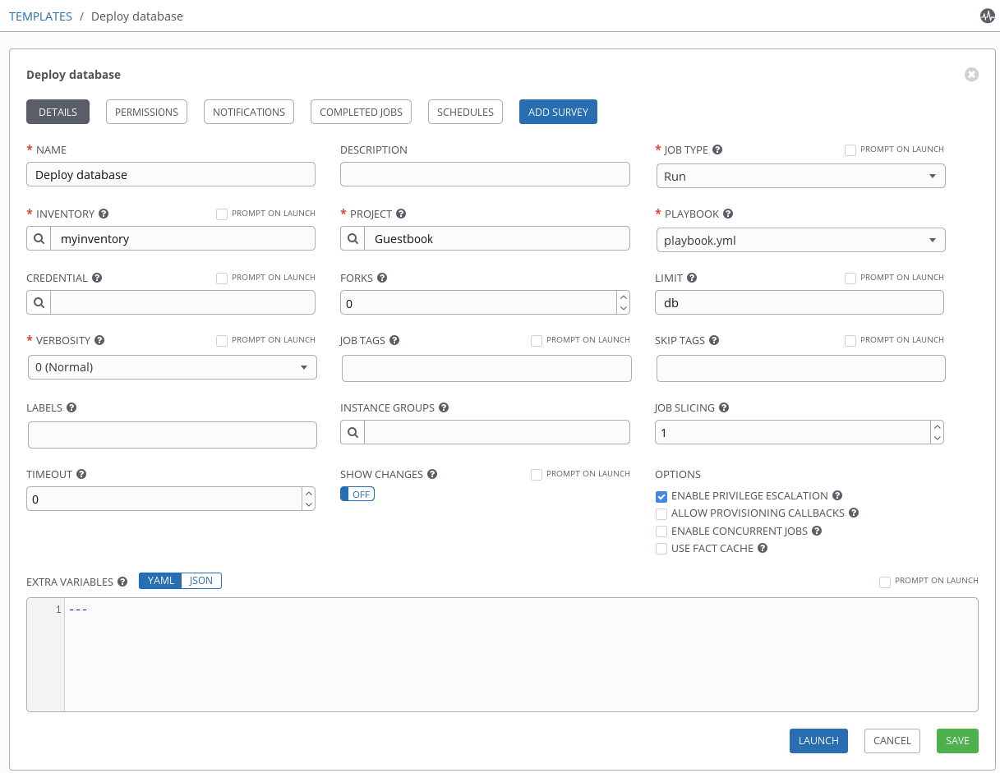 TEMPLATES / Deploy database
Deploy database
DETAILS PERMISSIONS NOTIFICATIONS COMPLETED JOBS SCHEDULES ADD SURVEY
* NAME DESCRIPTION * JOB TYPE ? PROMPT ON LAUNCH
Deploy database Run
* INVENTORY ? PROMPT ON LAUNCH * PROJECT ? * PLAYBOOK ?
myinventory Guestbook playbook.yml
CREDENTIAL ? PROMPT ON LAUNCH FORKS ? LIMIT ? PROMPT ON LAUNCH
0 db
* VERBOSITY ? PROMPT ON LAUNCH JOB TAGS ? PROMPT ON LAUNCH SKIP TAGS ? PROMPT ON LAUNCH
0 (Normal)
LABELS ? INSTANCE GROUPS ? JOB SLICING ?
1
TIMEOUT ? SHOW CHANGES ? PROMPT ON LAUNCH OPTIONS
0 OFF ENABLE PRIVILEGE ESCALATION ?
ALLOW PROVISIONING CALLBACKS ?
ENABLE CONCURRENT JOBS ?
USE FACT CACHE ?
EXTRA VARIABLES ? YAML JSON PROMPT ON LAUNCH
1 ---
LAUNCH CANCEL SAVE